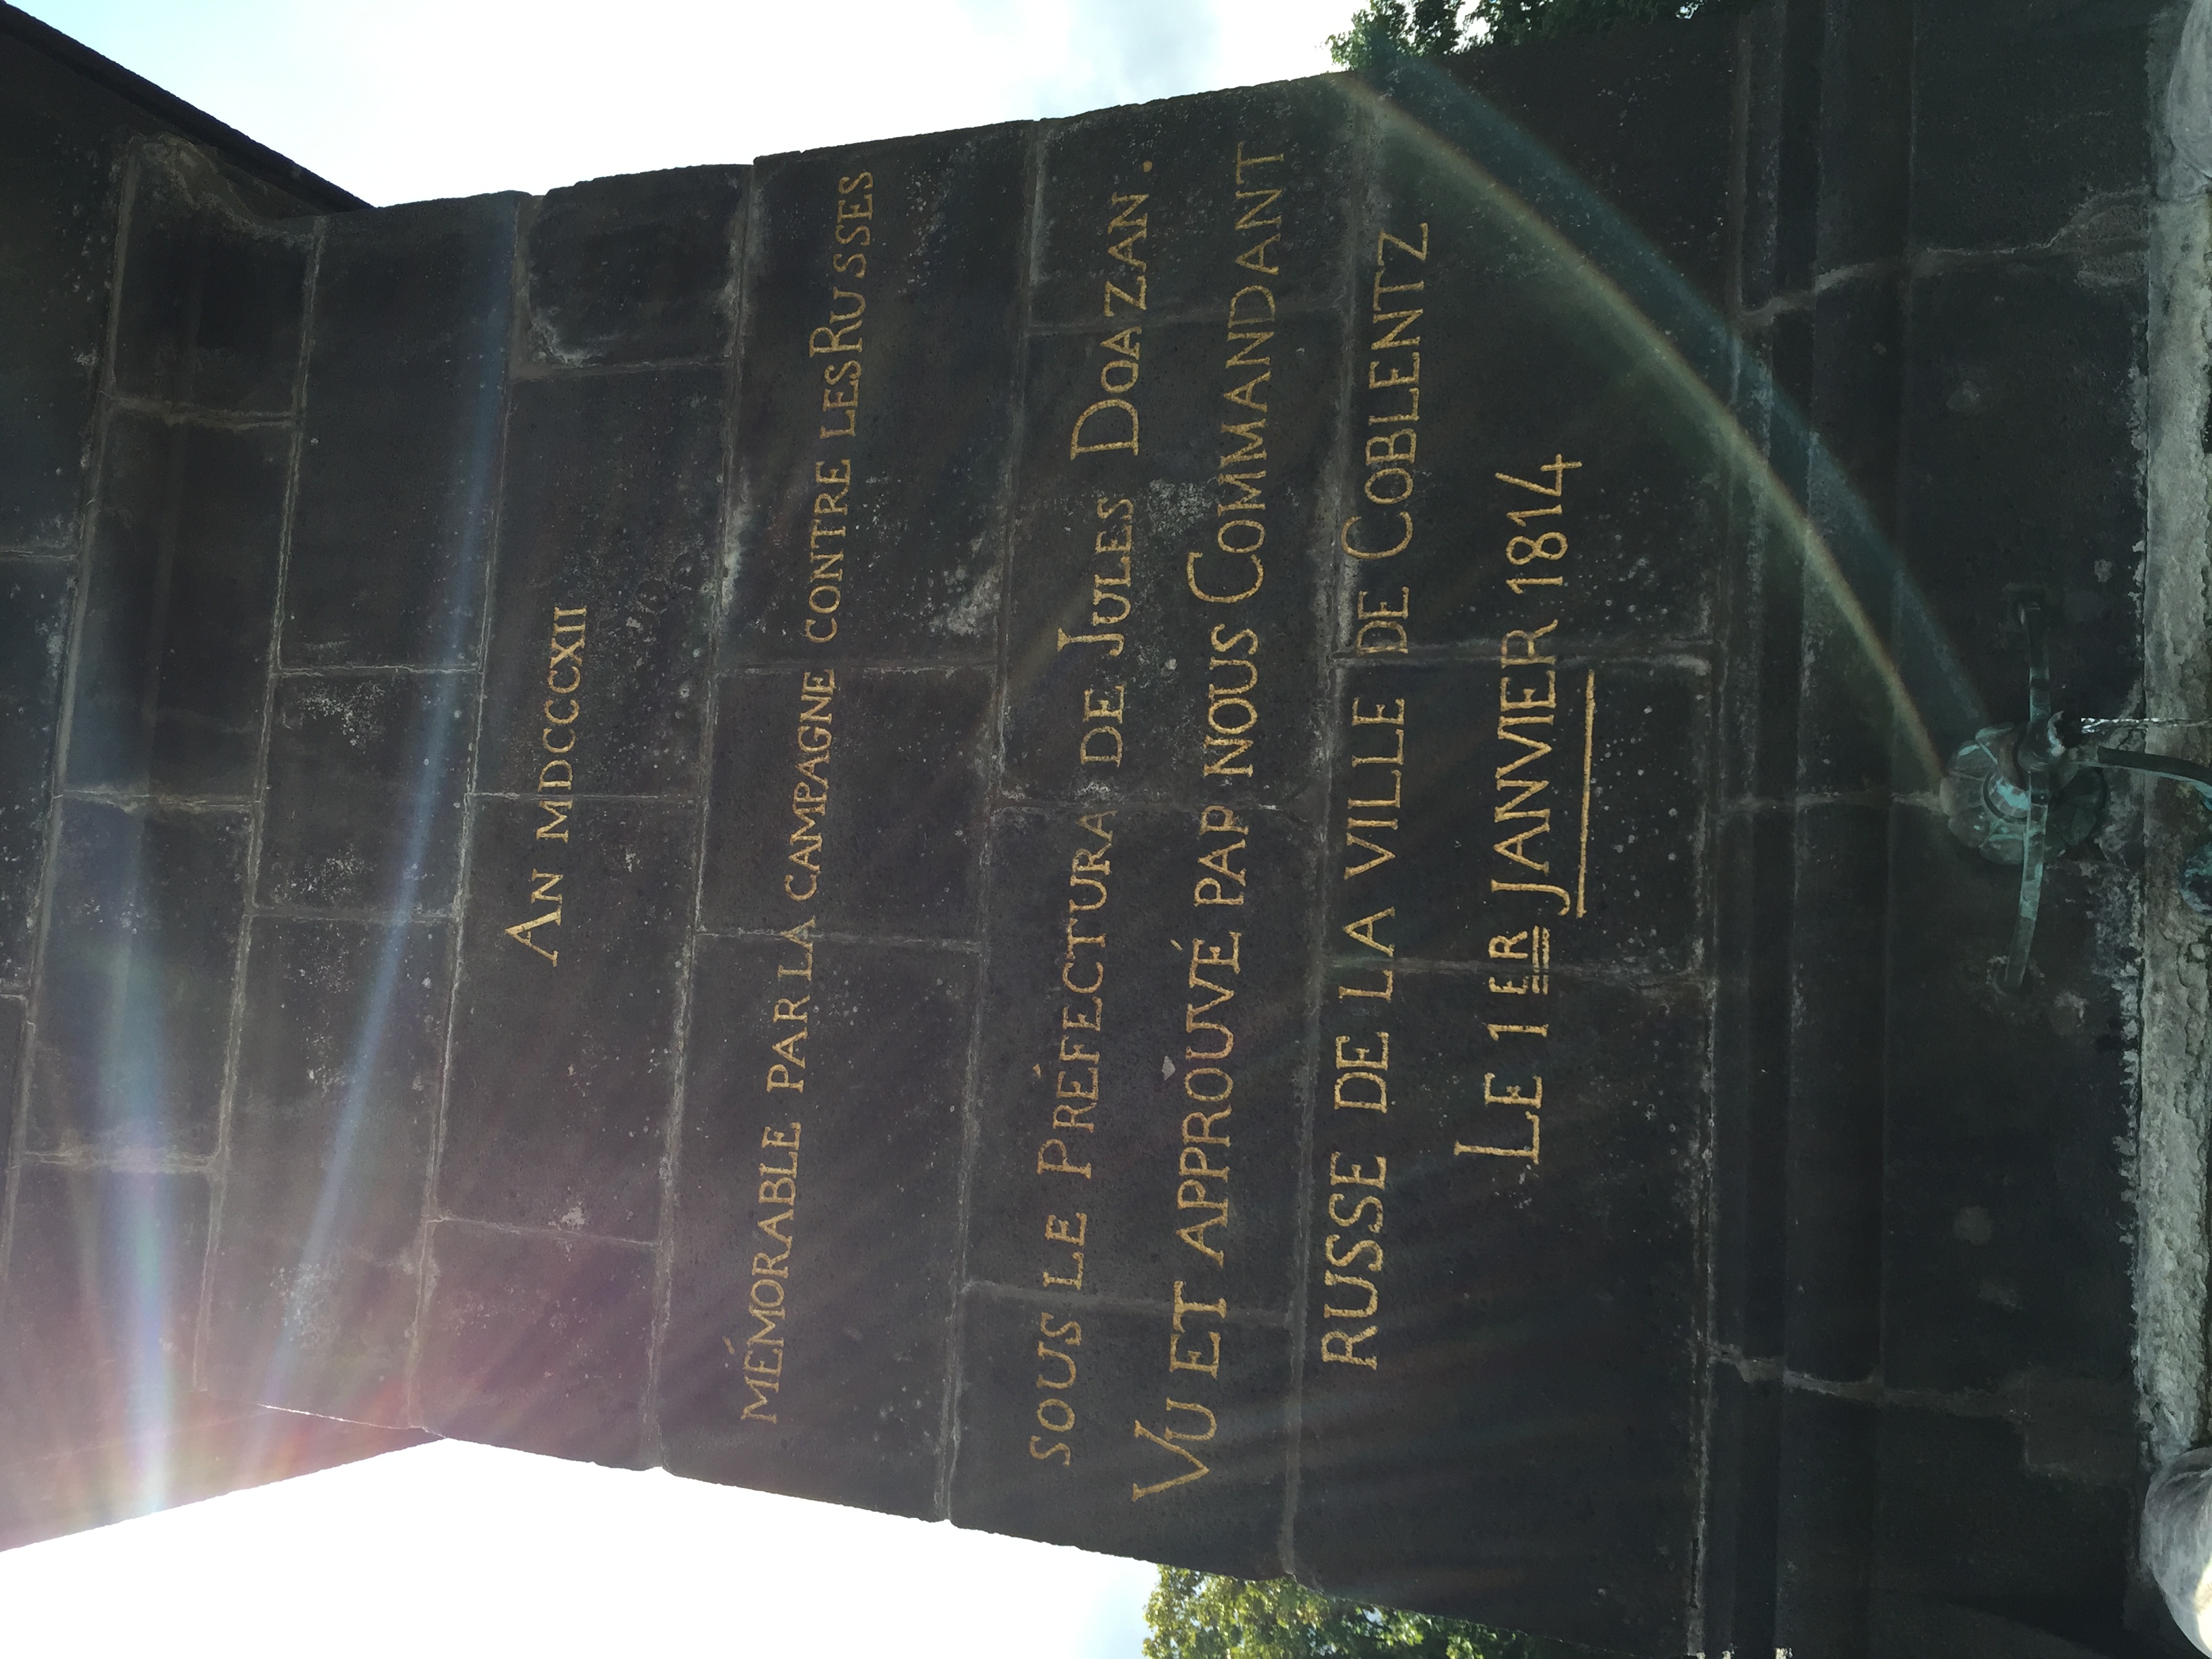 AN MDCCCXII
MÉMORABLE PAR LA CAMPAGNE CONTRE LES RUSSES
SOUS LE PRÉFECTURA DE JULES DOAZAN.
VU ET APPROUVÉ PAR NOUS COMMANDANT
RUSSE DE LA VILLE DE COBLENTZ
LE 1ER JANVIER 1814